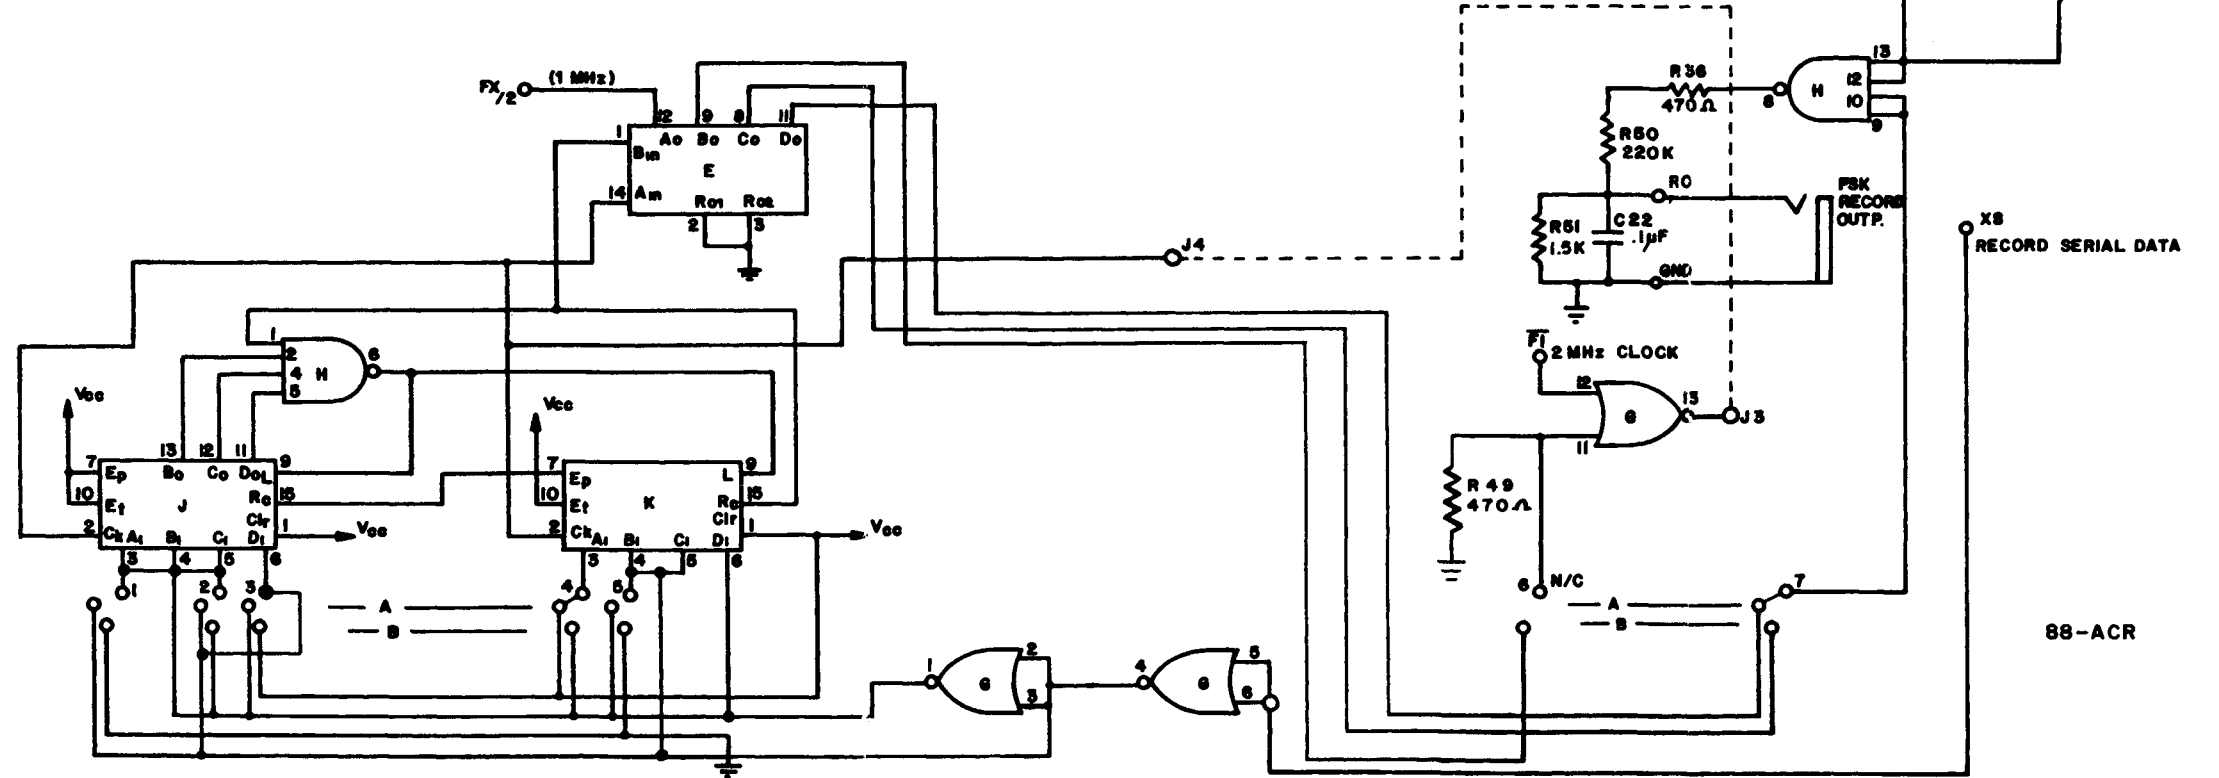 FX/2 (1 MHz)
12 9 8 11
1 Ao Bo Co Do
Bin
E
14 Ain
Ro1 Ro2
2 3
J4
R36
470Ω
13
12
10
9
H
8
R50
220K
RO
FSK
RECORD
OUTP.
R51
1.5K
C22
.1µF
GND
X8
RECORD SERIAL DATA
F1
2 MHz CLOCK
12
13
G
J3
11
R49
470Ω
1
2
4
5
H
6
Vcc
13 12 11
7 Ep Bo Co Do L 9
10 Et J Rc 15
Clr
2 Ck A1 B1 C1 D1 1 Vcc
3 4 5 6
1 2 3
Vcc
7 Ep L 9
10 Et K Rc 15
Clr
2 Ck A1 B1 C1 D1 1 Vcc
3 4 5 6
4 5
A
B
6 N/C
7
A
B
1 G 2
3
4 G 5
6
88-ACR